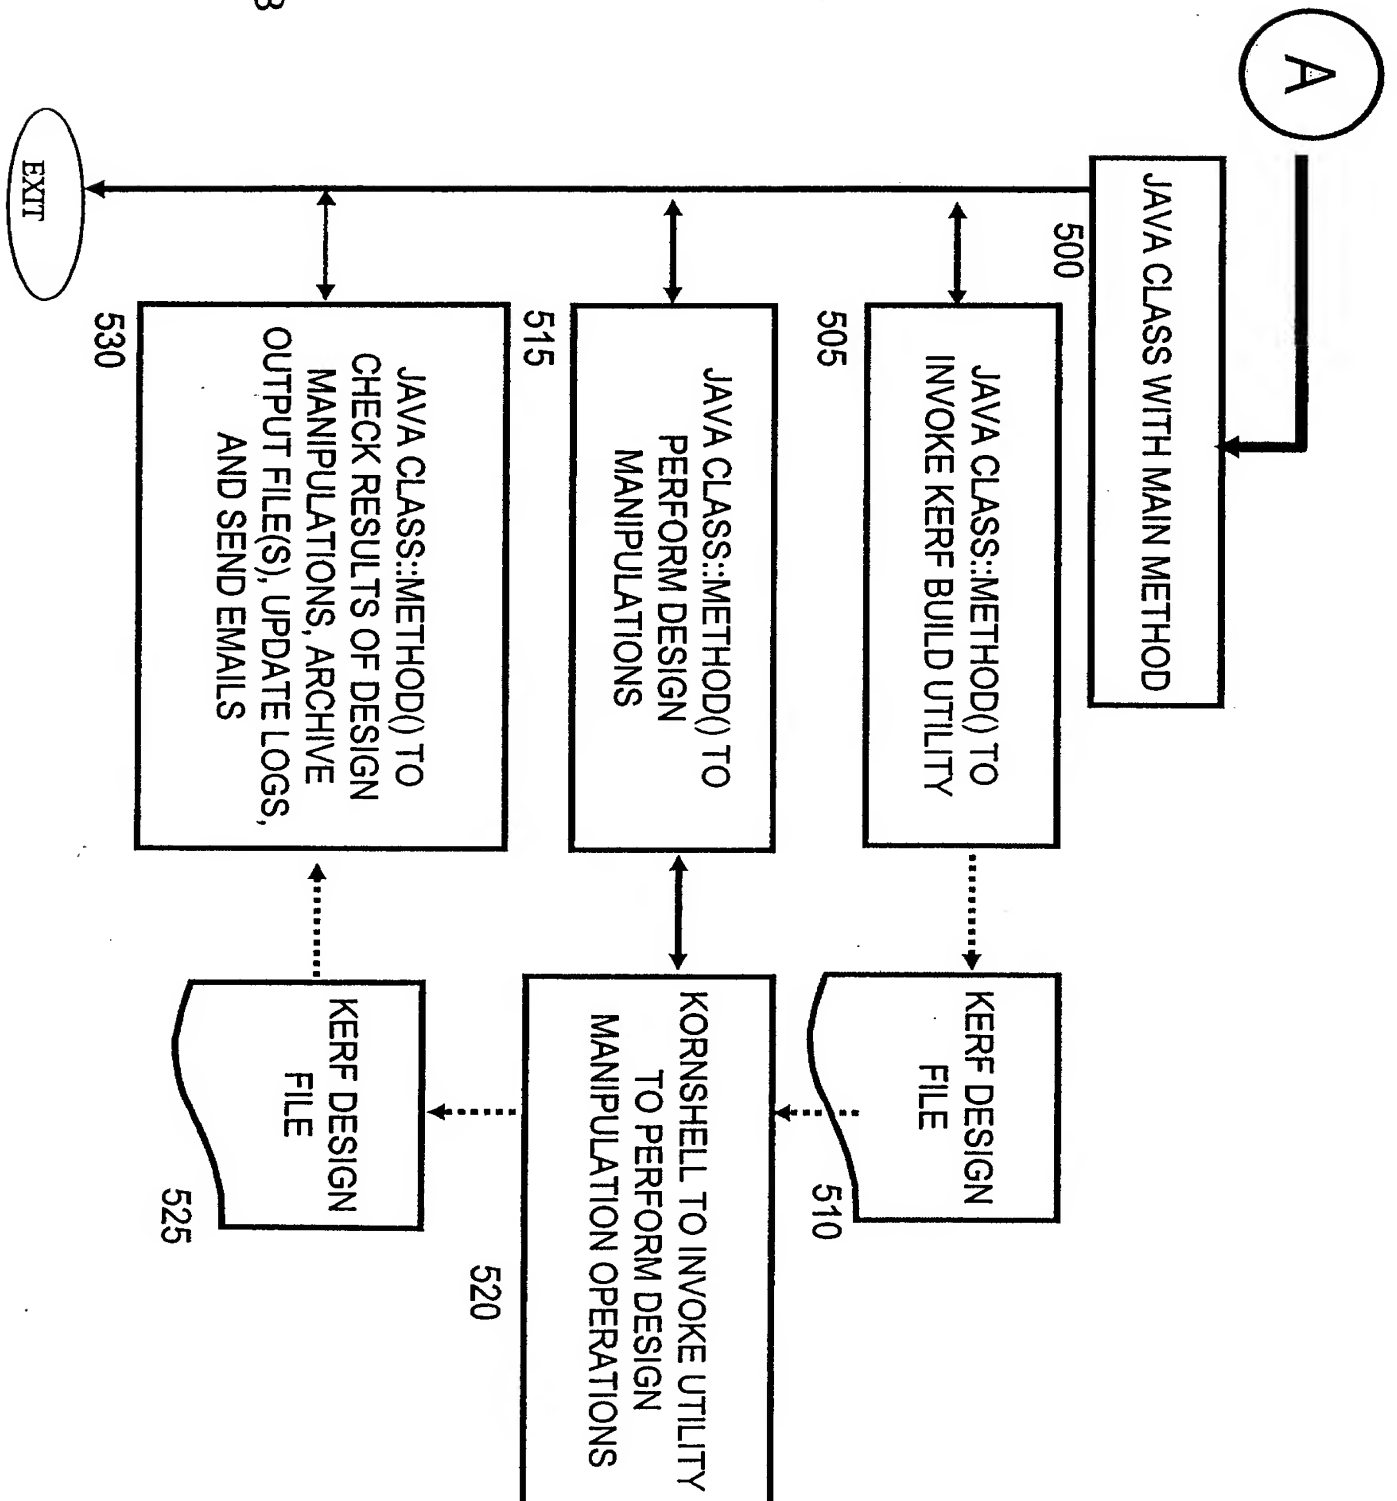 A
JAVA CLASS WITH MAIN METHOD
500
JAVA CLASS::METHOD() TO
INVOKE KERF BUILD UTILITY
505
KERF DESIGN
FILE
510
JAVA CLASS::METHOD() TO
PERFORM DESIGN
MANIPULATIONS
515
KORNSHELL TO INVOKE UTILITY
TO PERFORM DESIGN
MANIPULATION OPERATIONS
520
KERF DESIGN
FILE
525
JAVA CLASS::METHOD() TO
CHECK RESULTS OF DESIGN
MANIPULATIONS, ARCHIVE
OUTPUT FILE(S), UPDATE LOGS,
AND SEND EMAILS
530
EXIT